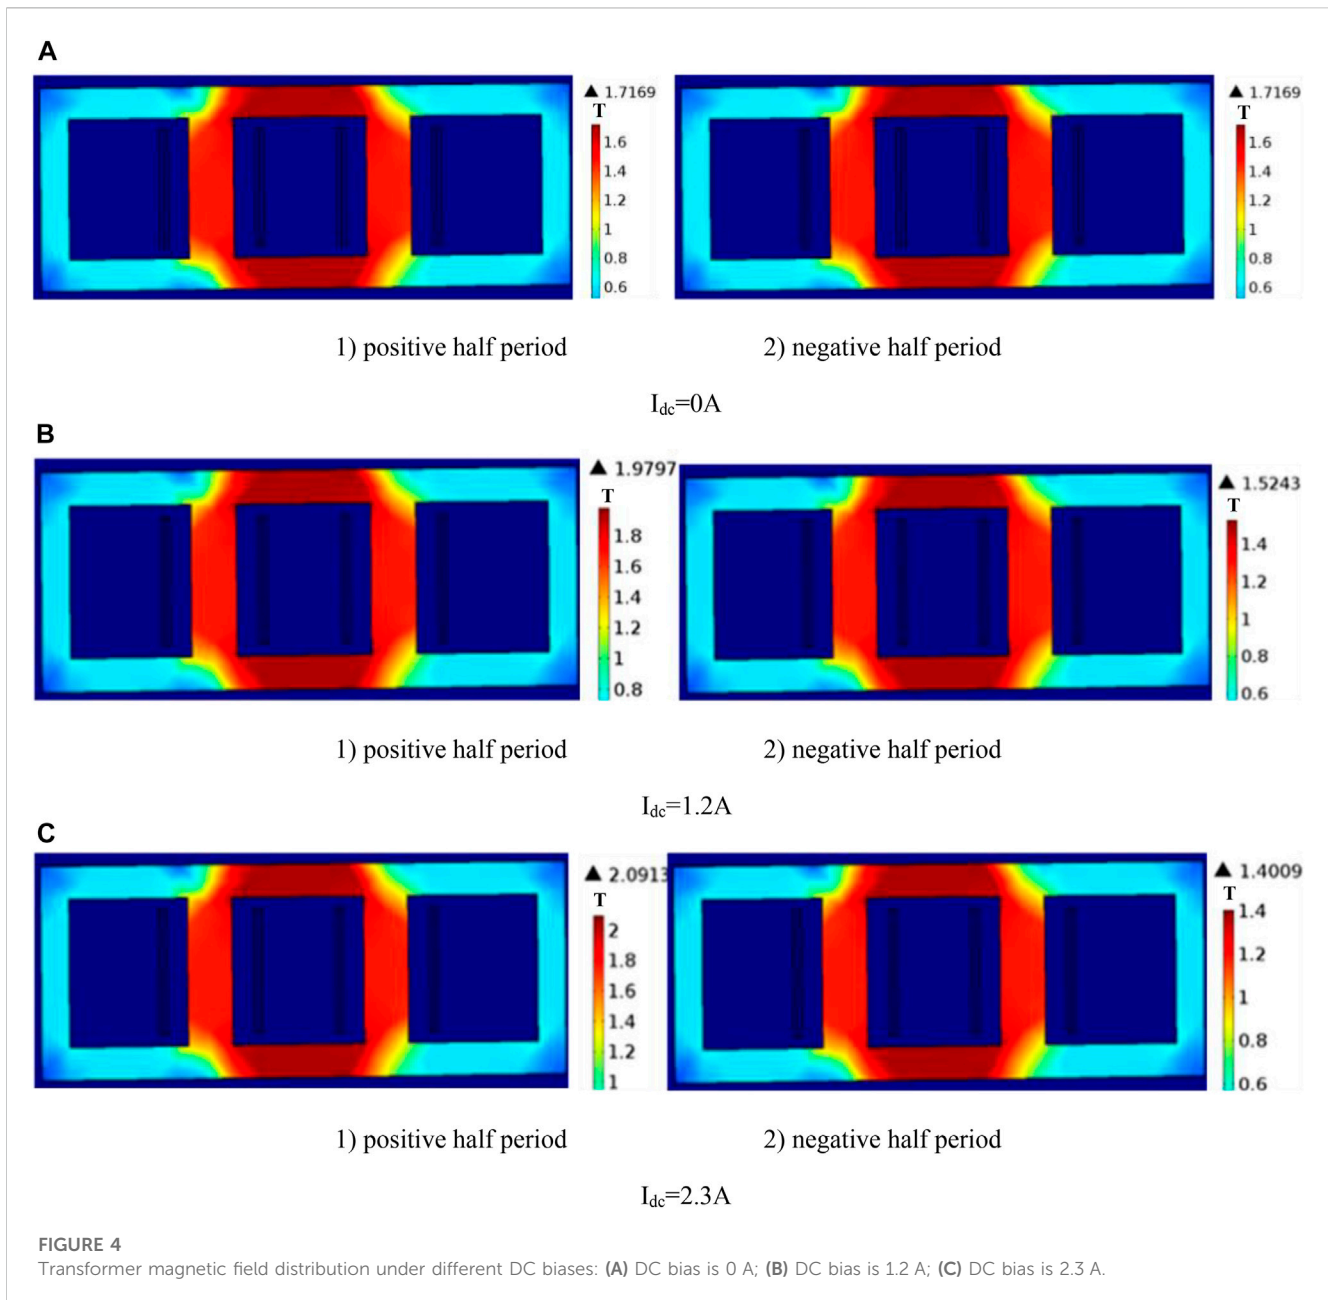 A
▲ 1.7169
T
1.6
1.4
1.2
1
0.8
0.6
▲ 1.7169
T
1.6
1.4
1.2
1
0.8
0.6
1) positive half period
2) negative half period
Idc=0A
B
▲ 1.9797
T
1.8
1.6
1.4
1.2
1
0.8
▲ 1.5243
T
1.4
1.2
1
0.8
0.6
1) positive half period
2) negative half period
Idc=1.2A
C
▲ 2.0913
T
2
1.8
1.6
1.4
1.2
1
▲ 1.4009
T
1.4
1.2
1
0.8
0.6
1) positive half period
2) negative half period
Idc=2.3A
FIGURE 4
Transformer magnetic field distribution under different DC biases: (A) DC bias is 0 A; (B) DC bias is 1.2 A; (C) DC bias is 2.3 A.